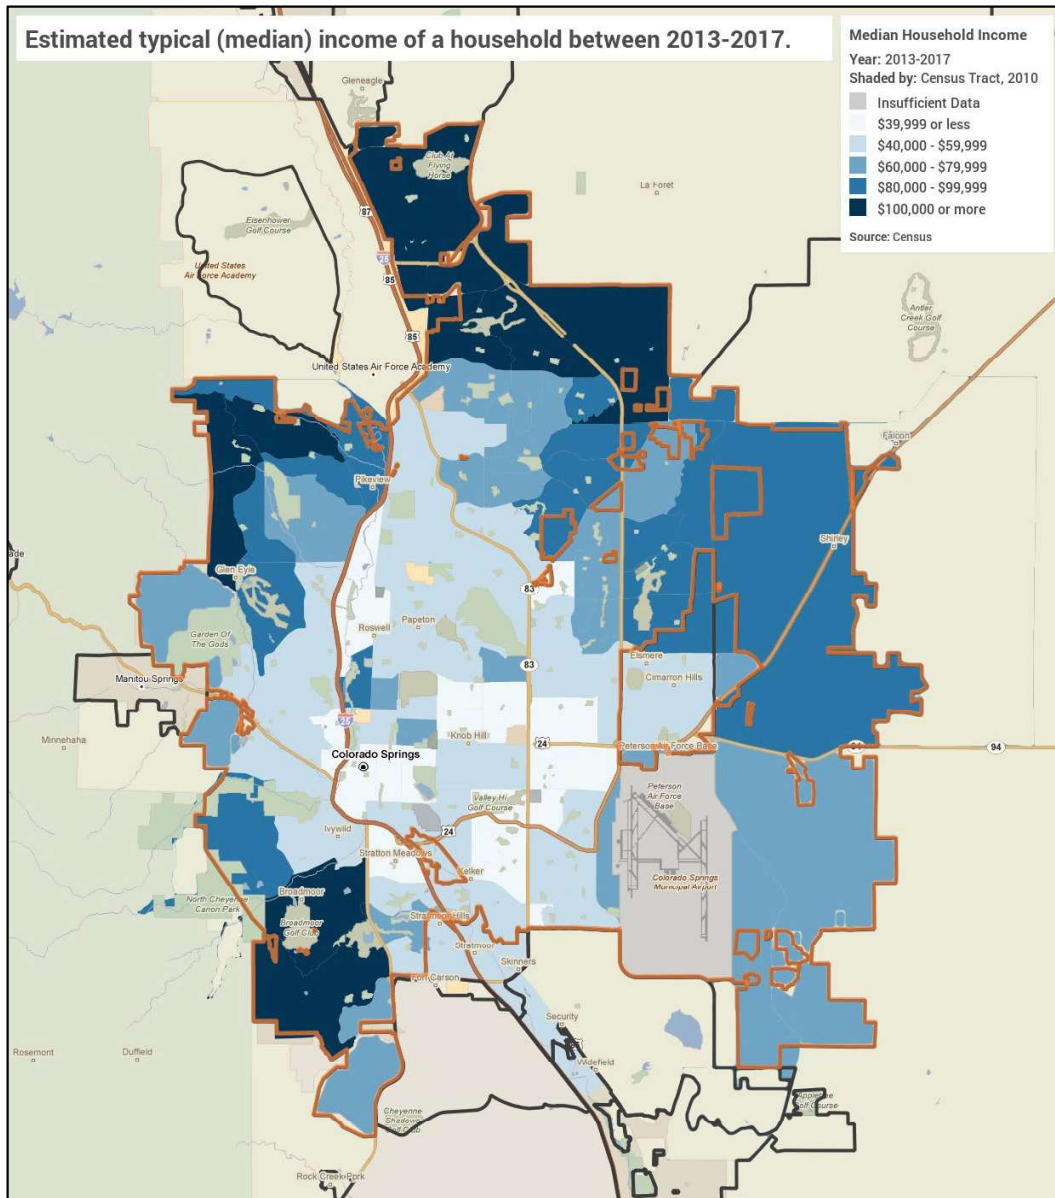 Estimated typical (median) income of a household between 2013-2017.
Median Household Income
Year: 2013-2017
Shaded by: Census Tract, 2010
Insufficient Data
$39,999 or less
$40,000 - $59,999
$60,000 - $79,999
$80,000 - $99,999
$100,000 or more
Source: Census
Gleneagle
Club At
Flying
Horse
La Foret
87
Eisenhower
Golf Course
25
United States
Air Force Academy
85
Antler
Creek Golf
Course
85
United States Air Force Academy
Falcon
Pikeview
Shirley
ade
Glen Eyie
83
Roswell
Papeton
Garden Of
The Gods
Elsmere
83
Manitou Springs
Cimarron Hills
25
Minnehaha
Knob Hill
24
Peterson Air Force Base
94
Colorado Springs
Peterson
Air Force
Base
Valley Hi
Golf Course
Ivywild
24
Stratton Meadows
Kelker
Colorado Springs
Municipal Airport
Broadmoor
North Cheyenne
Canon Park
Broadmoor
Golf Club
Stratmoor Hills
Stratmoor
Skinners
Fort Carson
Security
Rosemont
Duffield
Widefield
Cheyenne
Shadows
Golf Club
Rock Creek Park